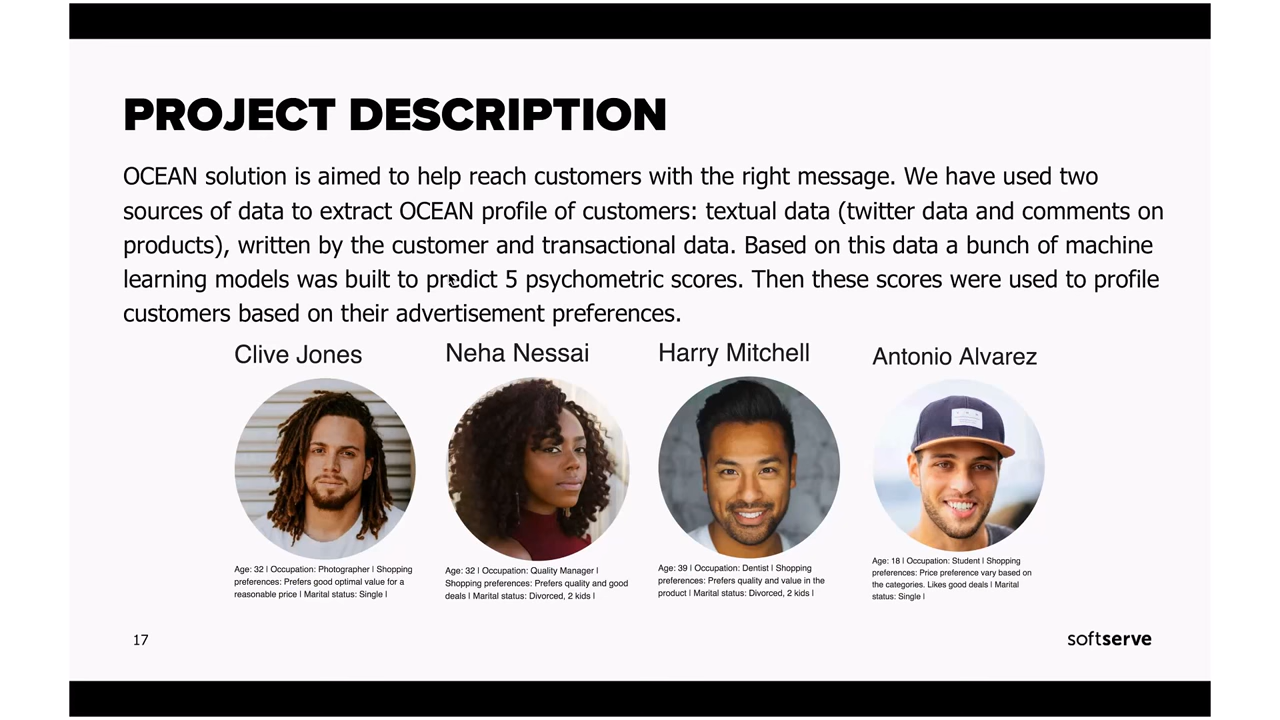 PROJECT DESCRIPTION
OCEAN solution is aimed to help reach customers with the right message. We have used two
sources of data to extract OCEAN profile of customers: textual data (twitter data and comments on
products), written by the customer and transactional data. Based on this data a bunch of machine
learning models was built to predict 5 psychometric scores. Then these scores were used to profile
customers based on their advertisement preferences.
Clive Jones
Age: 32 | Occupation: Photographer | Shopping
preferences: Prefers good optimal value for a
reasonable price | Marital status: Single |
Neha Nessai
Age: 32 | Occupation: Quality Manager |
Shopping preferences: Prefers quality and good
deals | Marital status: Divorced, 2 kids |
Harry Mitchell
Age: 39 | Occupation: Dentist | Shopping
preferences: Prefers quality and value in the
product | Marital status: Divorced, 2 kids |
Antonio Alvarez
Age: 18 | Occupation: Student | Shopping
preferences: Price preference vary based on
the categories. Likes good deals | Marital
status: Single |
17
softserve